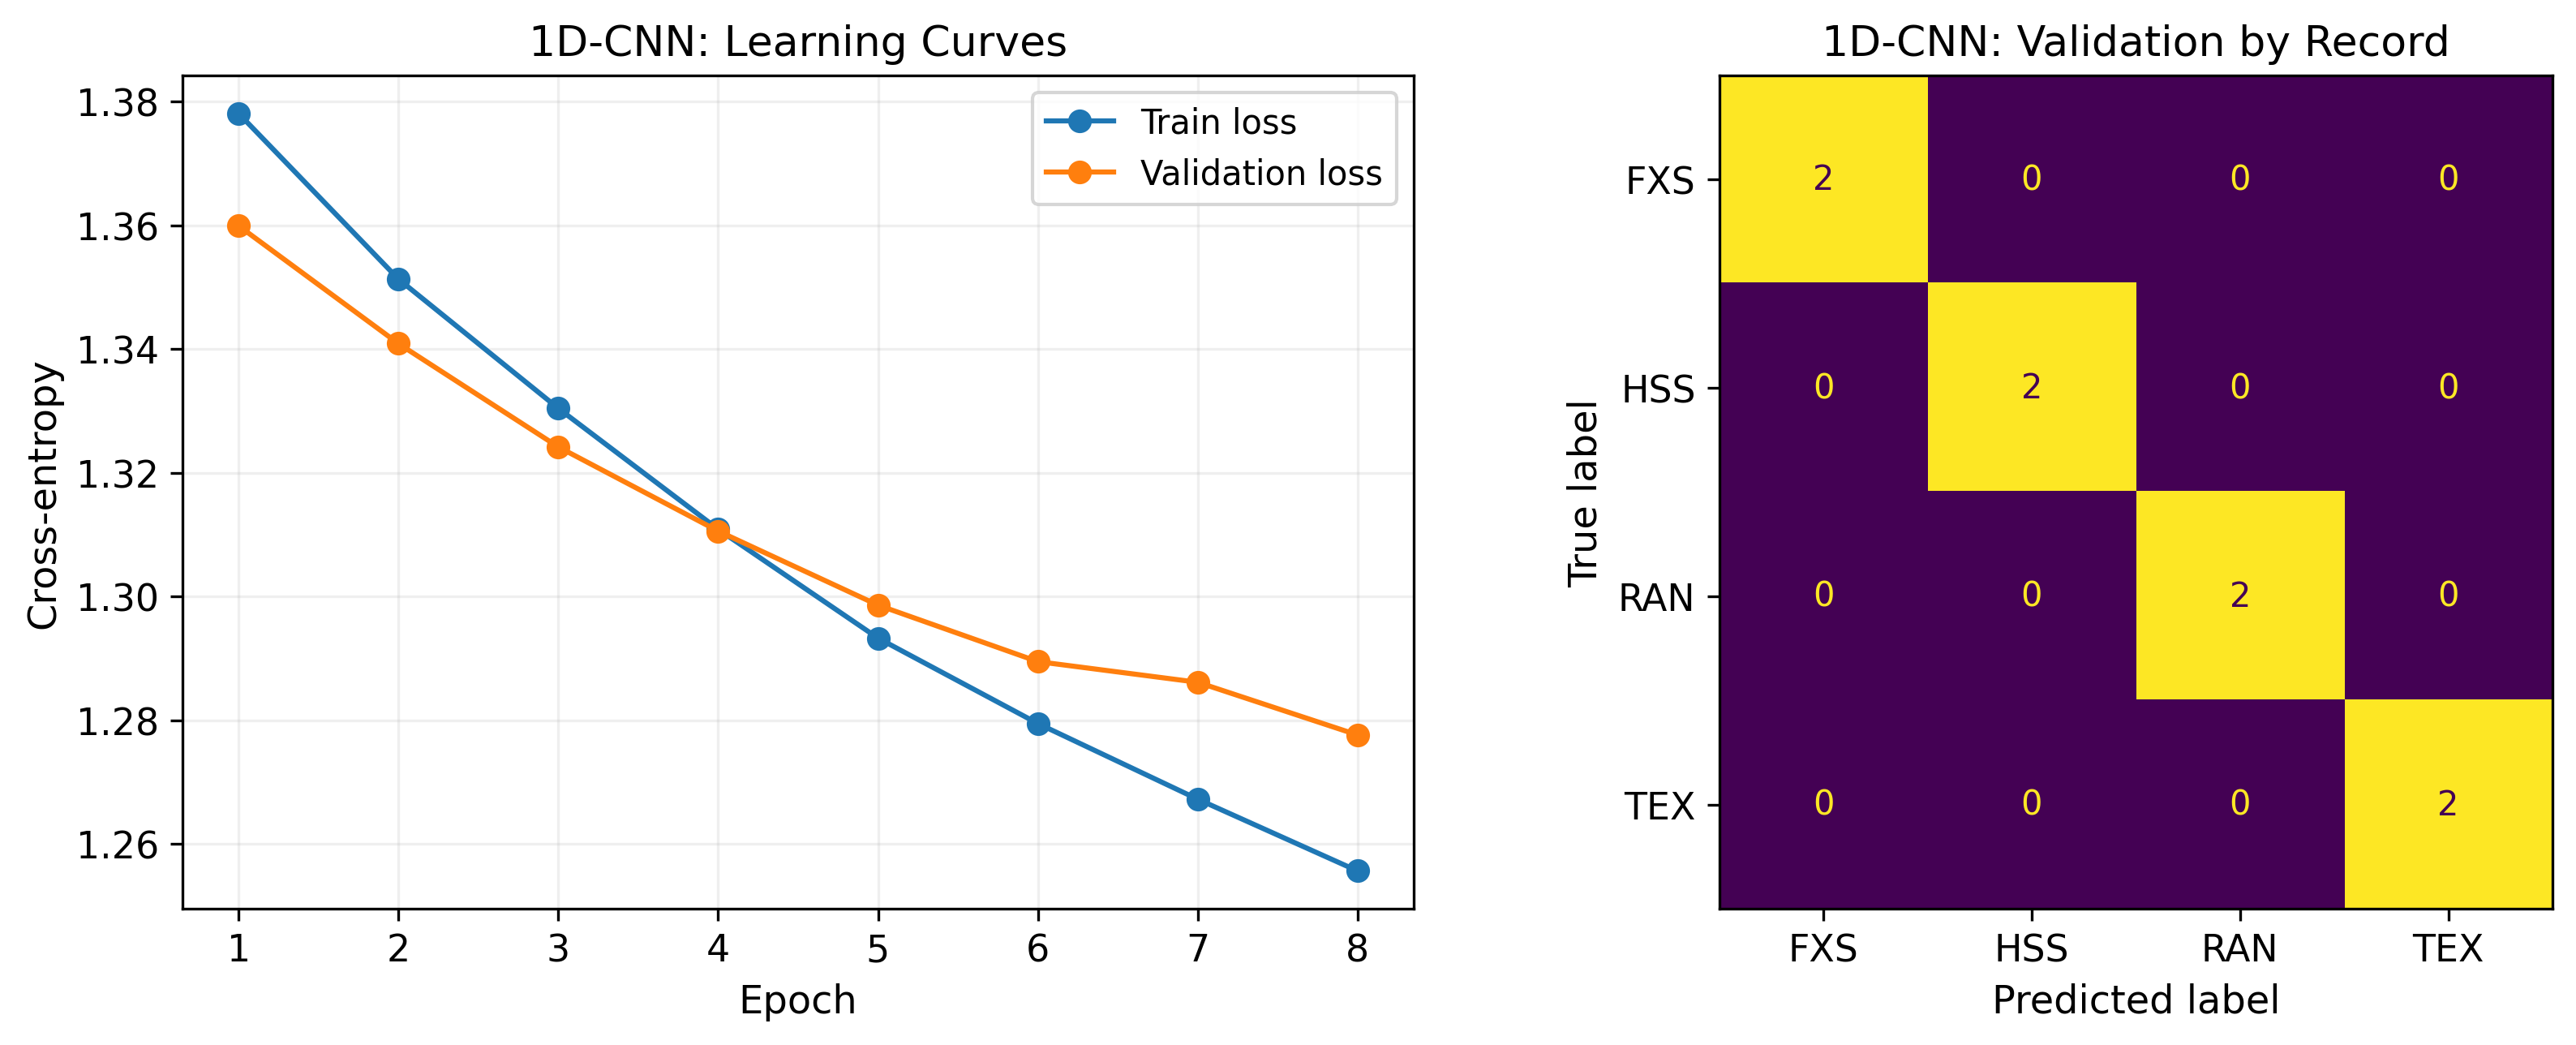 1D-CNN: Learning Curves
1.38
1.36
1.34
1.32
1.30
1.28
1.26
Cross-entropy
Train loss
Validation loss
1 2 3 4 5 6 7 8
Epoch
1D-CNN: Validation by Record
True label
FXS 2 0 0 0
HSS 0 2 0 0
RAN 0 0 2 0
TEX 0 0 0 2
FXS HSS RAN TEX
Predicted label